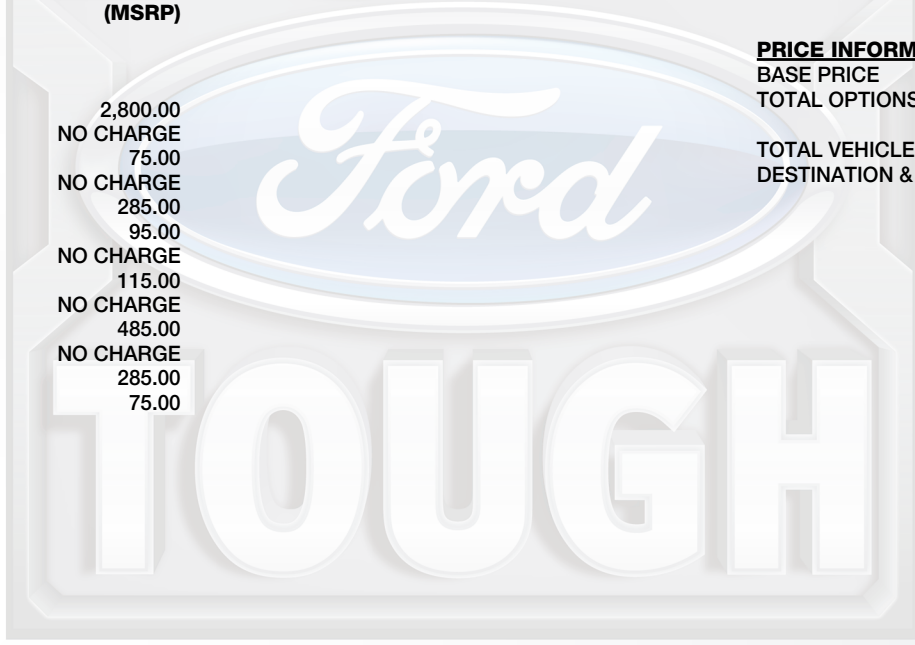 (MSRP)
2,800.00
NO CHARGE
75.00
NO CHARGE
285.00
95.00
NO CHARGE
115.00
NO CHARGE
485.00
NO CHARGE
285.00
75.00
PRICE INFORM
BASE PRICE
TOTAL OPTIONS
TOTAL VEHICLE
DESTINATION &
Ford
TOUGH